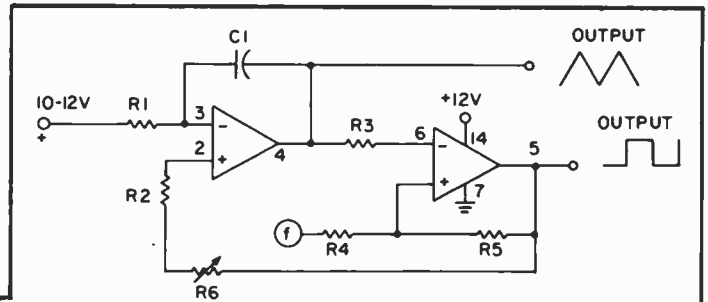 C1
OUTPUT
10-12V
R1
3
-
+12V
OUTPUT
+
2
+
4
R3
6
-
14
5
R2
+
7
f
R4
R5
R6